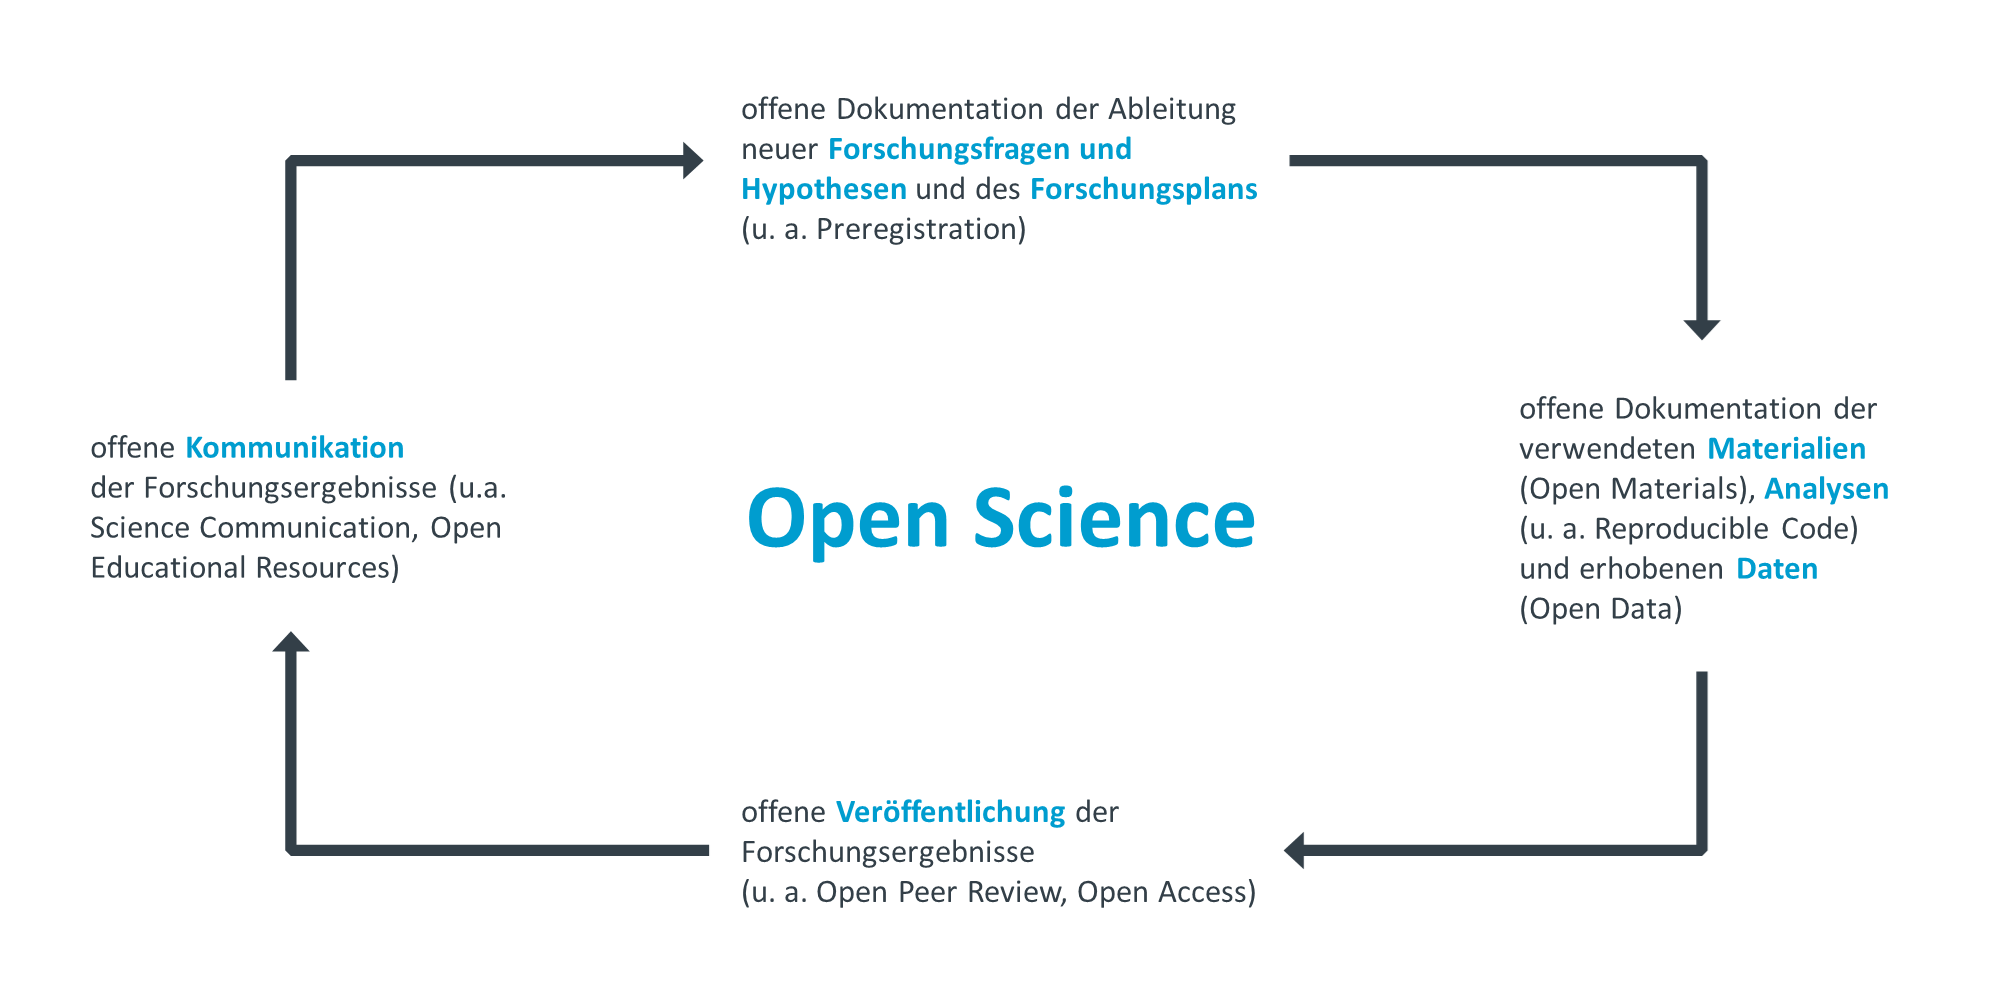 offene Dokumentation der Ableitung
neuer Forschungsfragen und
Hypothesen und des Forschungsplans
(u. a. Preregistration)
offene Dokumentation der
verwendeten Materialien
(Open Materials), Analysen
(u. a. Reproducible Code)
und erhobenen Daten
(Open Data)
offene Veröffentlichung der
Forschungsergebnisse
(u. a. Open Peer Review, Open Access)
offene Kommunikation
der Forschungsergebnisse (u.a.
Science Communication, Open
Educational Resources)
Open Science